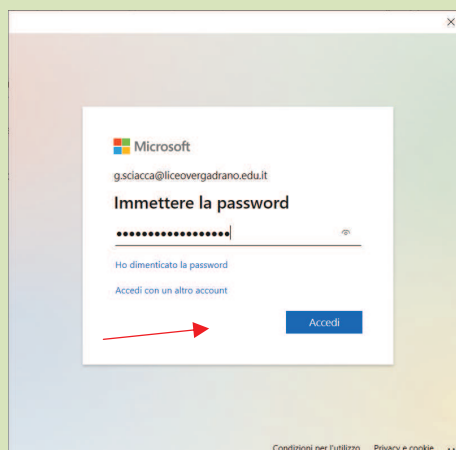 Microsoft
g.sciacca@liceovergadrano.edu.it
Immettere la password
Ho dimenticato la password
Accedi con un altro account
Accedi
Condizioni per l'utilizzo Privacy e cookie